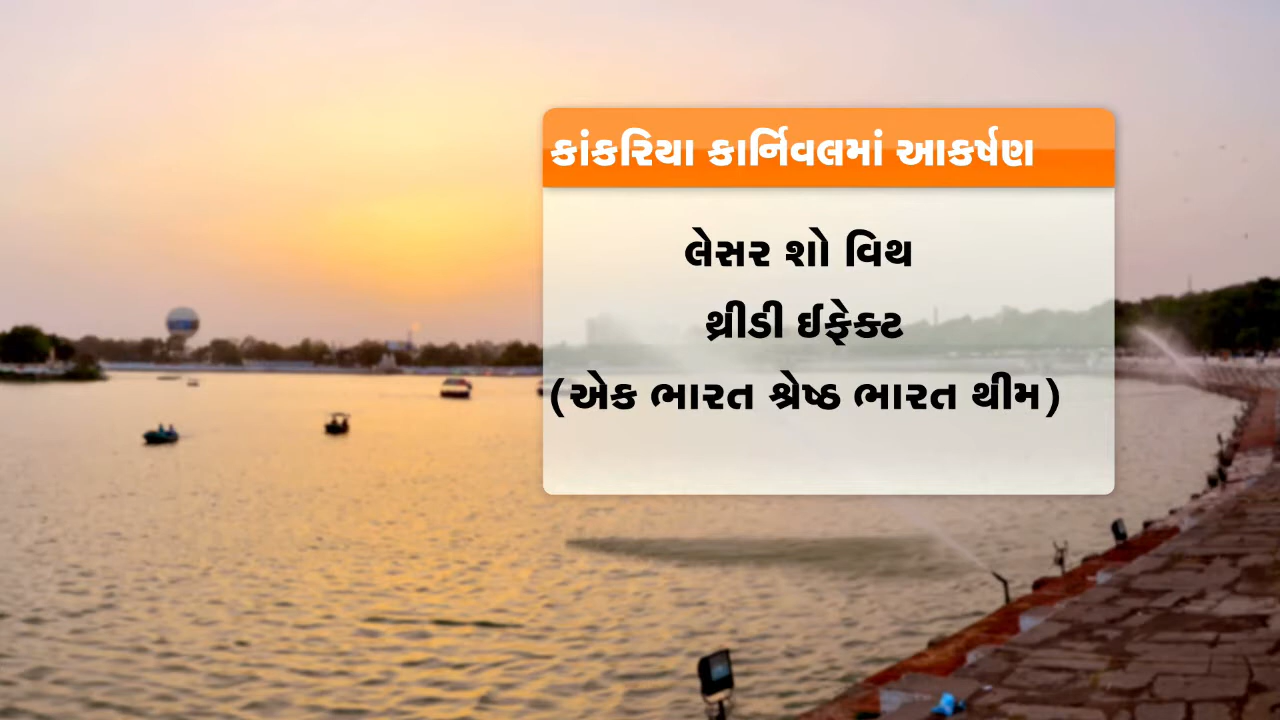 કાંકરિયા કાર્નિવલમાં આકર્ષણ
લેસર શો વિથ
થ્રીડી ઈફેક્ટ
(એક ભારત શ્રેષ્ઠ ભારત થીમ)